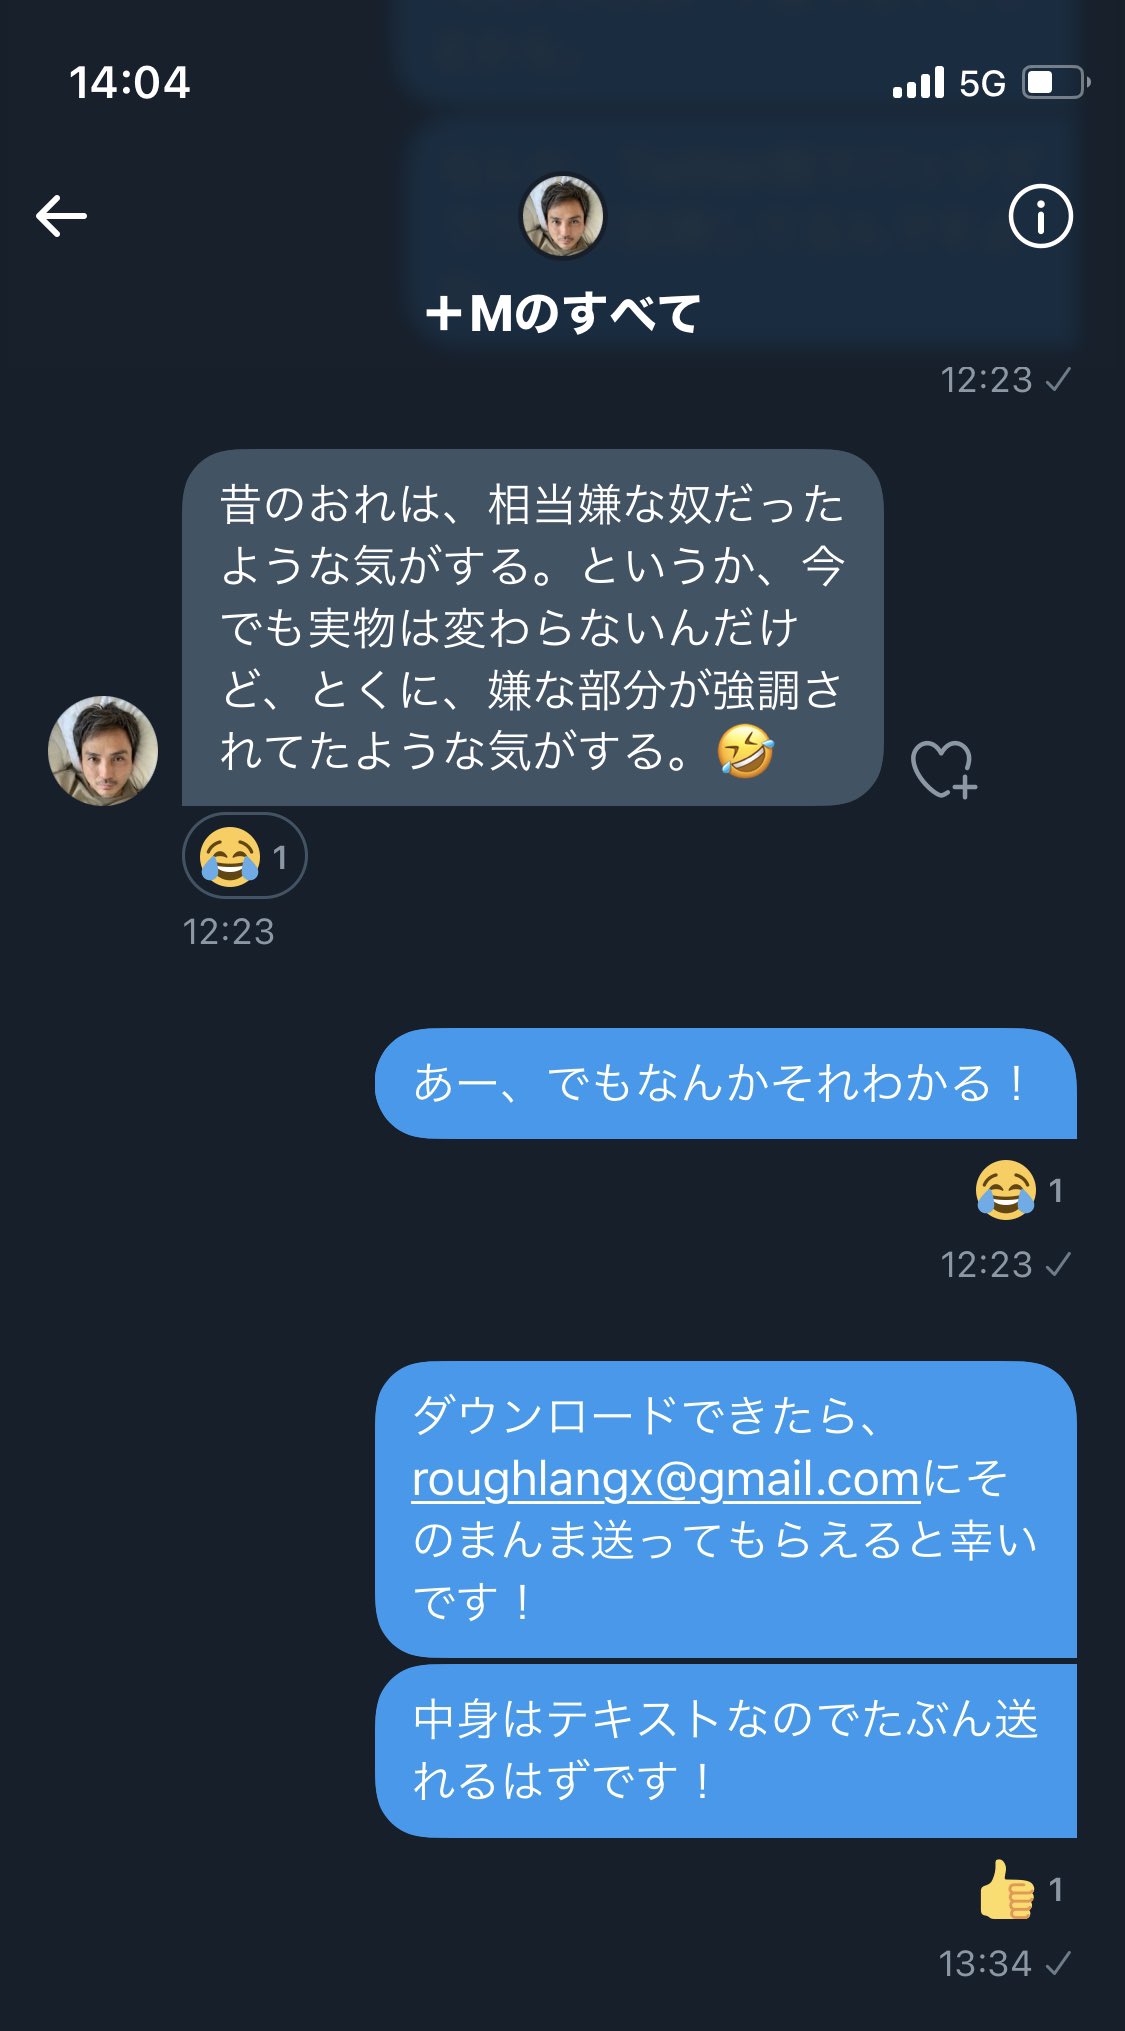 14:04
5G
+Mのすべて
12:23 ✓
昔のおれは、相当嫌な奴だった
ような気がする。というか、今
でも実物は変わらないんだけ
ど、とくに、嫌な部分が強調さ
れてたような気がする。🤣
😂 1
12:23
あー、でもなんかそれわかる！
😂 1
12:23 ✓
ダウンロードできたら、
roughlangx@gmail.comにそ
のまんま送ってもらえると幸い
です！
中身はテキストなのでたぶん送
れるはずです！
👍 1
13:34 ✓